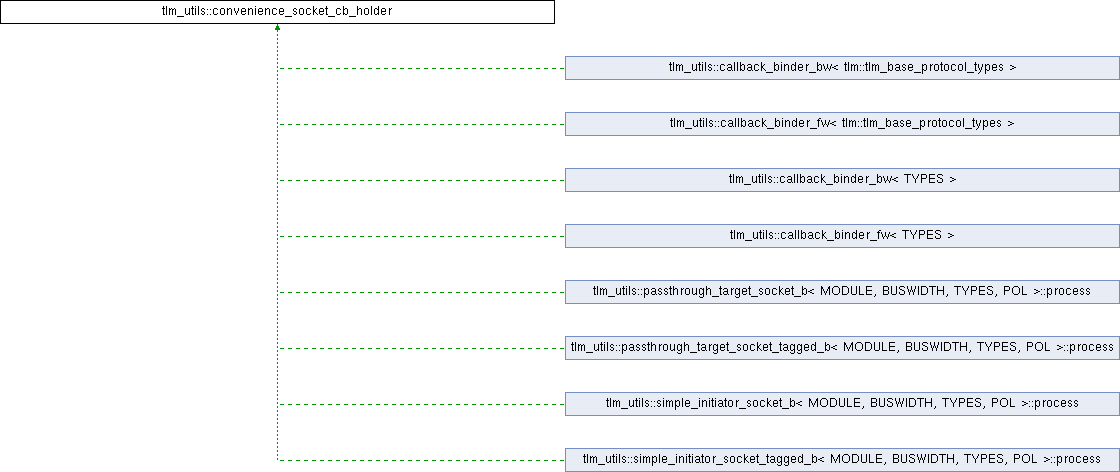 tlm_utils::convenience_socket_cb_holder
tlm_utils::callback_binder_bw< tlm::tlm_base_protocol_types >
tlm_utils::callback_binder_fw< tlm::tlm_base_protocol_types >
tlm_utils::callback_binder_bw< TYPES >
tlm_utils::callback_binder_fw< TYPES >
tlm_utils::passthrough_target_socket_b< MODULE, BUSWIDTH, TYPES, POL >::process
tlm_utils::passthrough_target_socket_tagged_b< MODULE, BUSWIDTH, TYPES, POL >::process
tlm_utils::simple_initiator_socket_b< MODULE, BUSWIDTH, TYPES, POL >::process
tlm_utils::simple_initiator_socket_tagged_b< MODULE, BUSWIDTH, TYPES, POL >::process